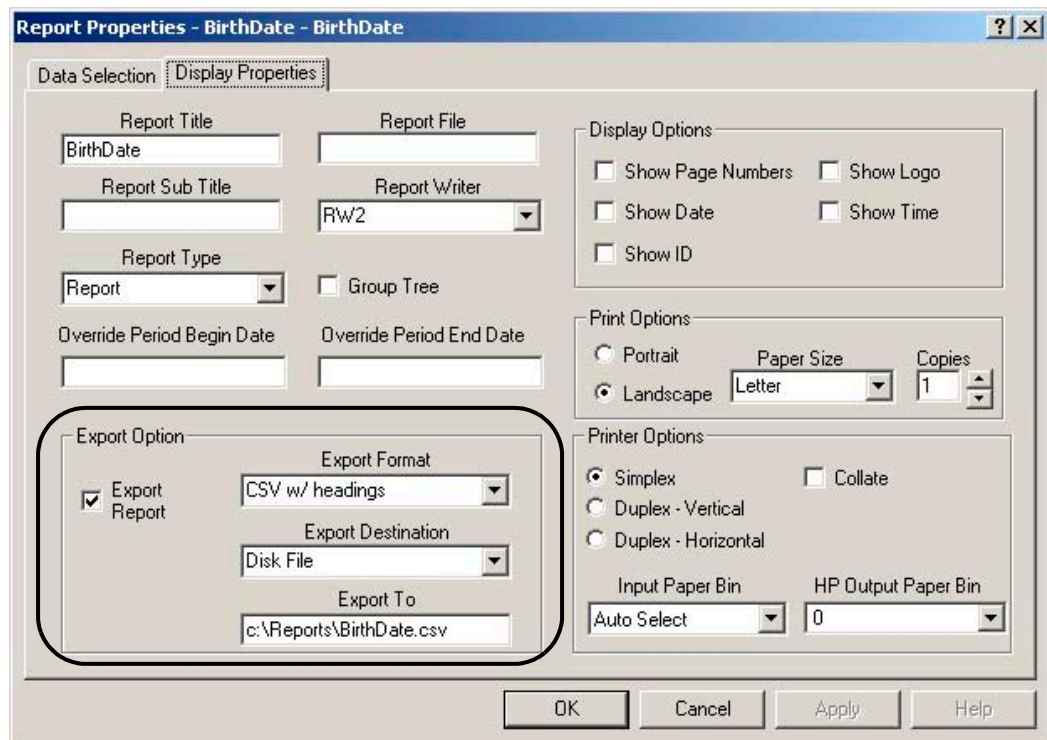 Report Properties - BirthDate - BirthDate
Data Selection
Display Properties
Report Title
BirthDate
Report File
Report Sub Title
Report Writer
RW2
Report Type
Report
Group Tree
Override Period Begin Date
Override Period End Date
Export Option
Export Report
Export Format
CSV w/ headings
Export Destination
Disk File
Export To
c:\Reports\BirthDate.csv
Display Options
Show Page Numbers
Show Logo
Show Date
Show Time
Show ID
Print Options
Portrait
Landscape
Paper Size
Letter
Copies
1
Printer Options
Simplex
Collate
Duplex - Vertical
Duplex - Horizontal
Input Paper Bin
Auto Select
HP Output Paper Bin
0
OK
Cancel
Apply
Help